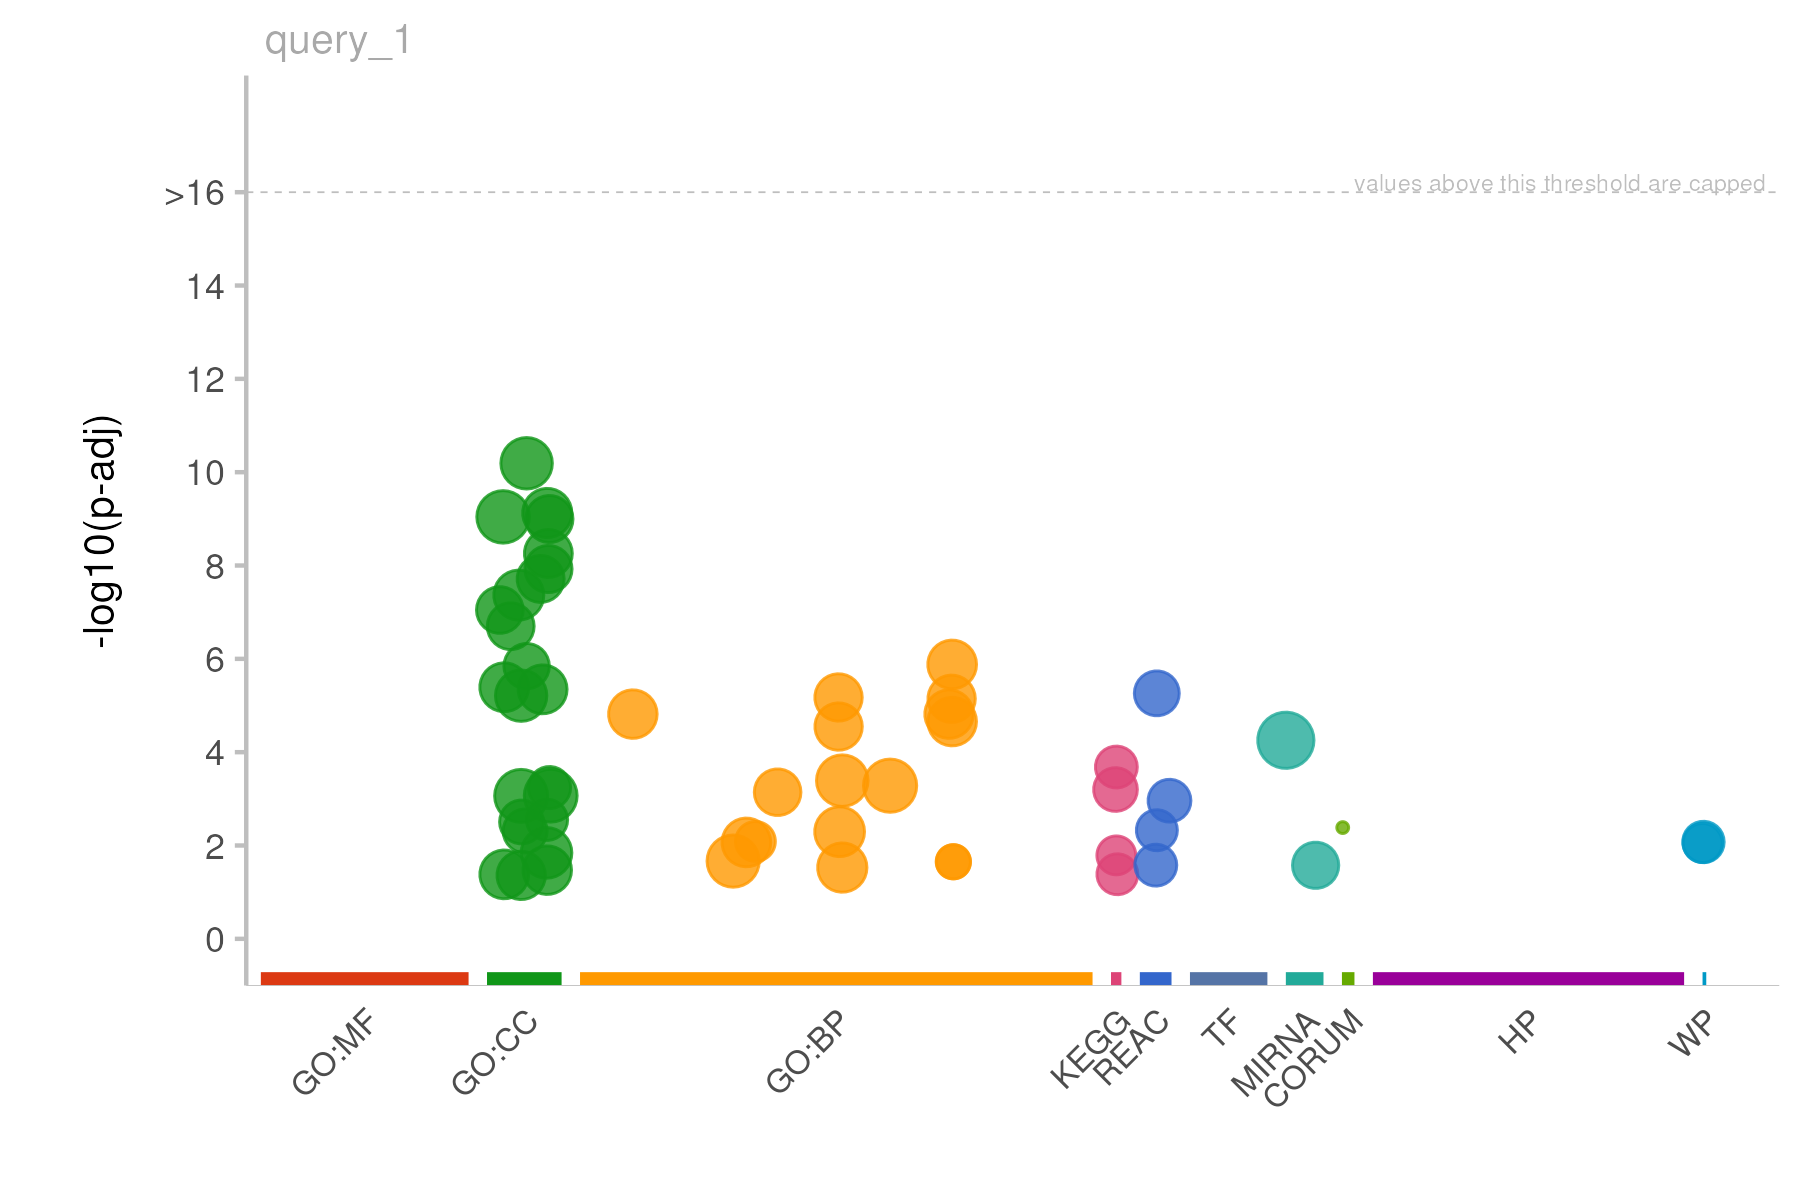 query_1
values above this threshold are capped
>16
14
12
10
8
6
4
2
0
-log10(p-adj)
GO:MF
GO:CC
GO:BP
KEGG
REAC
TF
MIRNA
CORUM
HP
WP